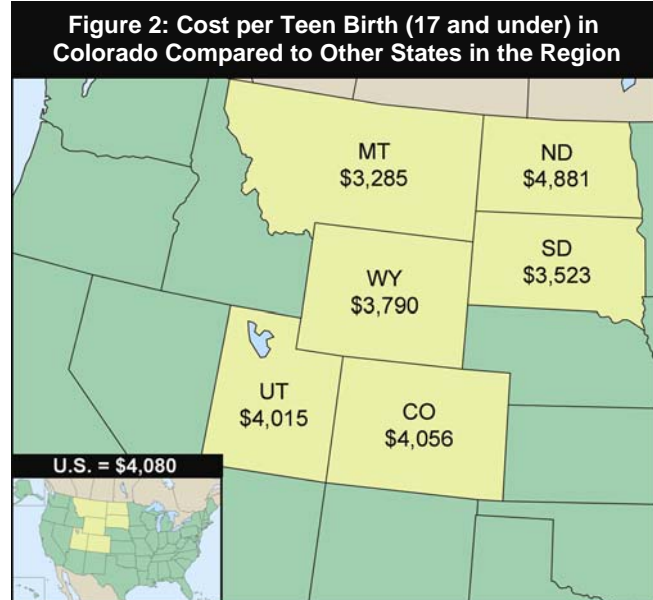 Figure 2: Cost per Teen Birth (17 and under) in
Colorado Compared to Other States in the Region
MT
$3,285
ND
$4,881
SD
$3,523
WY
$3,790
UT
$4,015
CO
$4,056
U.S. = $4,080